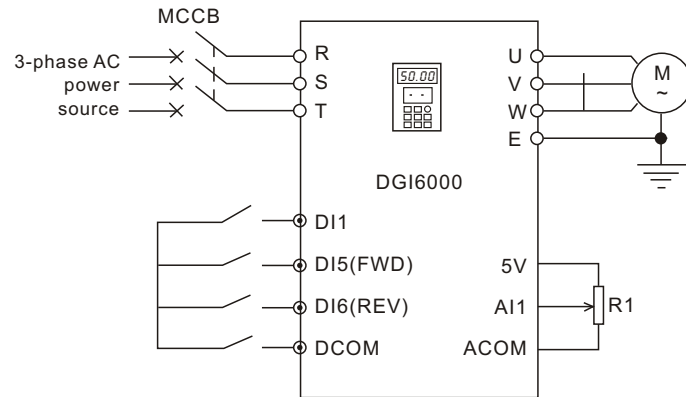 MCCB
3-phase AC
power
source
R
S
T
50.00
- -
DGI6000
U
V
W
E
M
~
DI1
DI5(FWD)
DI6(REV)
DCOM
5V
AI1
ACOM
R1